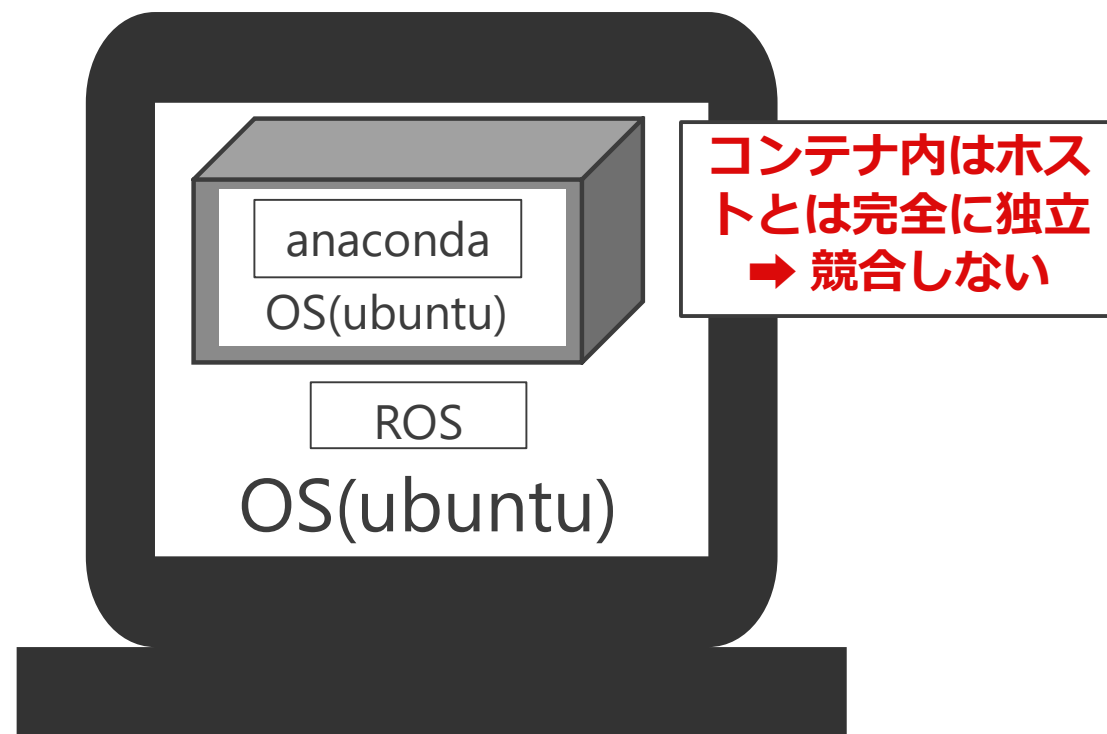 anaconda
OS(ubuntu)
ROS
OS(ubuntu)
コンテナ内はホス
トとは完全に独立
➡ 競合しない